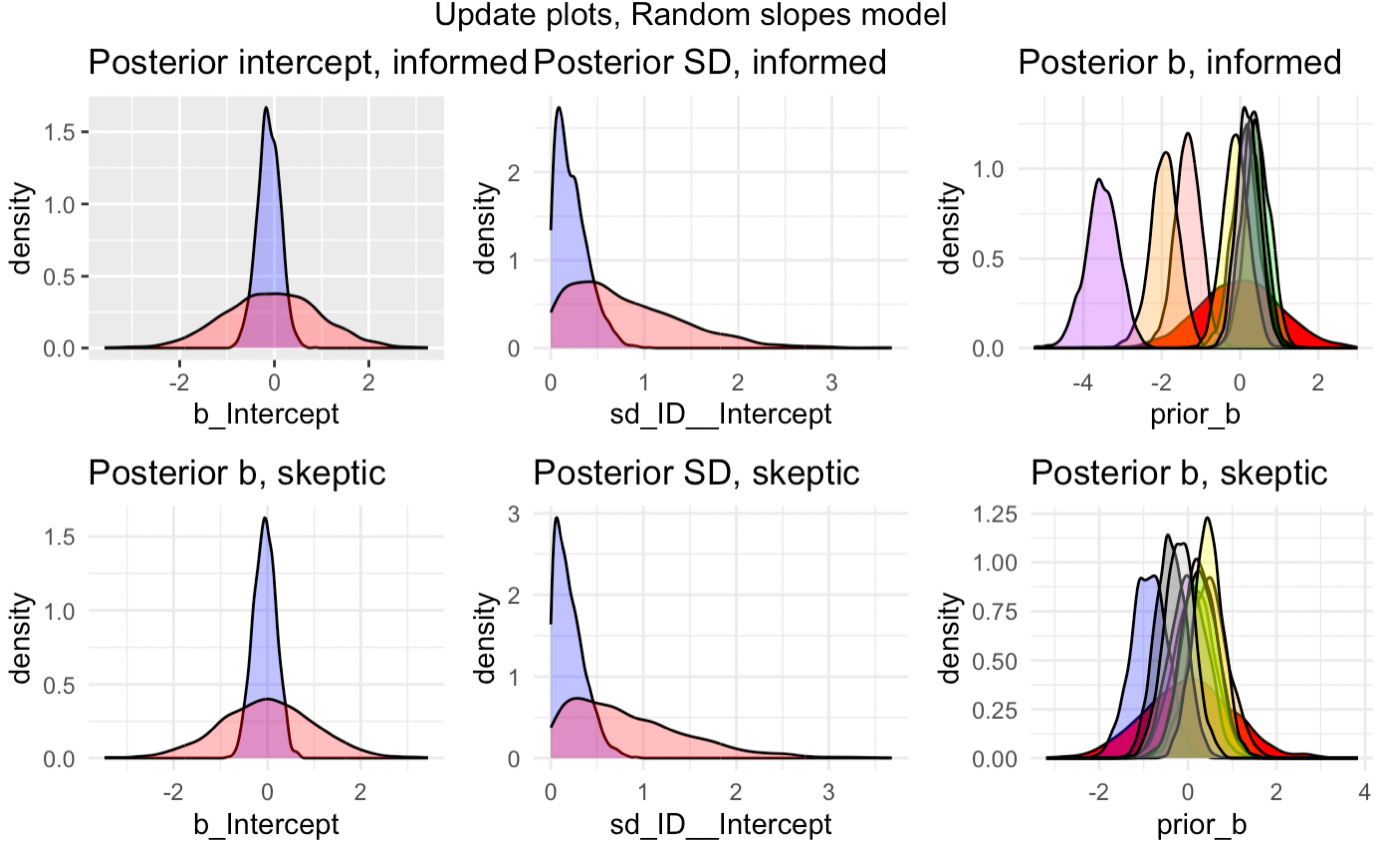 Update plots, Random slopes model
Posterior intercept, informed
density
1.5
1.0
0.5
0.0
-2
0
2
b_Intercept
Posterior SD, informed
density
2
1
0
0
1
2
3
sd_ID__Intercept
Posterior b, informed
density
1.0
0.5
0.0
-4
-2
0
2
prior_b
Posterior b, skeptic
density
1.5
1.0
0.5
0.0
-2
0
2
b_Intercept
Posterior SD, skeptic
density
3
2
1
0
0
1
2
3
sd_ID__Intercept
Posterior b, skeptic
density
1.25
1.00
0.75
0.50
0.25
0.00
-2
0
2
4
prior_b